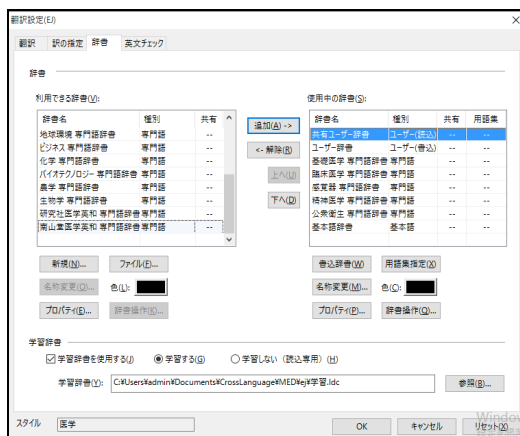 翻訳設定(EJ)
翻訳 訳の指定 辞書 英文チェック
辞書
利用できる辞書(V):
辞書名 種別 共有
地球環境 専門語辞書 専門語 --
ビジネス 専門語辞書 専門語 --
化学 専門語辞書 専門語 --
バイオテクノロジー 専門語辞書 専門語 --
農学 専門語辞書 専門語 --
生物学 専門語辞書 専門語 --
研究社医学英和 専門語辞書 専門語 --
南山堂医学英和 専門語辞書 専門語 --
追加(A) ->
<- 解除(R)
上へ(U)
下へ(D)
使用中の辞書(S):
辞書名 種別 共有 用語集
共有ユーザー辞書 ユーザー(読込) -- --
ユーザー辞書 ユーザー(書込) -- --
基礎医学 専門語辞書 専門語 -- --
臨床医学 専門語辞書 専門語 -- --
感覚器 専門語辞書 専門語 -- --
精神医学 専門語辞書 専門語 -- --
公衆衛生 専門語辞書 専門語 -- --
基本語辞書 基本語 -- --
新規(N)... ファイル(F)...
名称変更(O)... 色(L):
プロパティ(E)... 辞書操作(K)...
書込辞書(W) 用語集指定(X)
名称変更(M)... 色(C):
プロパティ(P)... 辞書操作(Q)...
学習辞書
学習辞書を使用する(J) 学習する(G) 学習しない（読込専用）(H)
学習辞書(Y): C:¥Users¥admin¥Documents¥CrossLanguage¥MED¥ej¥学習.ldc 参照(B)...
スタイル 医学
OK キャンセル リセット(X)
Window